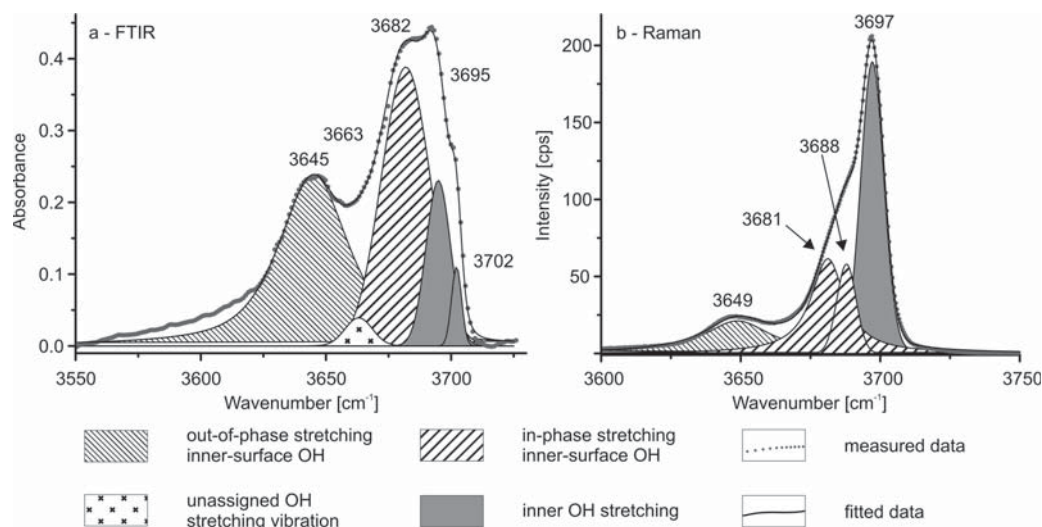 a - FTIR
3682
3695
3663
3645
3702
Absorbance
0.4
0.3
0.2
0.1
0.0
3550
3600
3650
3700
Wavenumber [cm⁻¹]
b - Raman
3697
3688
3681
3649
Intensity [cps]
200
150
100
50
3600
3650
3700
3750
Wavenumber [cm⁻¹]
out-of-phase stretching
inner-surface OH
in-phase stretching
inner-surface OH
measured data
unassigned OH
stretching vibration
inner OH stretching
fitted data